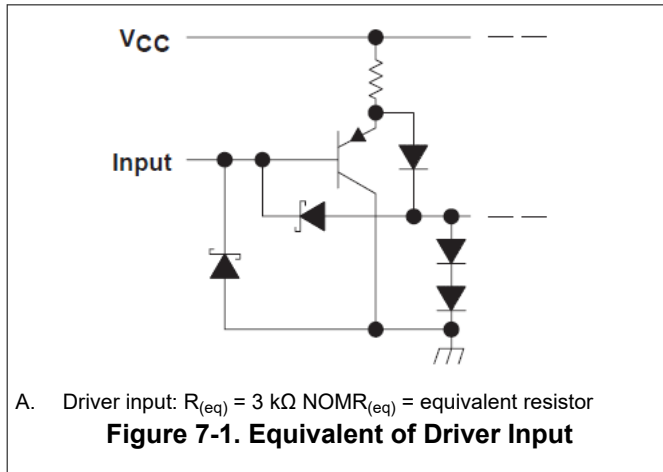 VCC
Input
A. Driver input: R(eq) = 3 kΩ NOMR(eq) = equivalent resistor
Figure 7-1. Equivalent of Driver Input